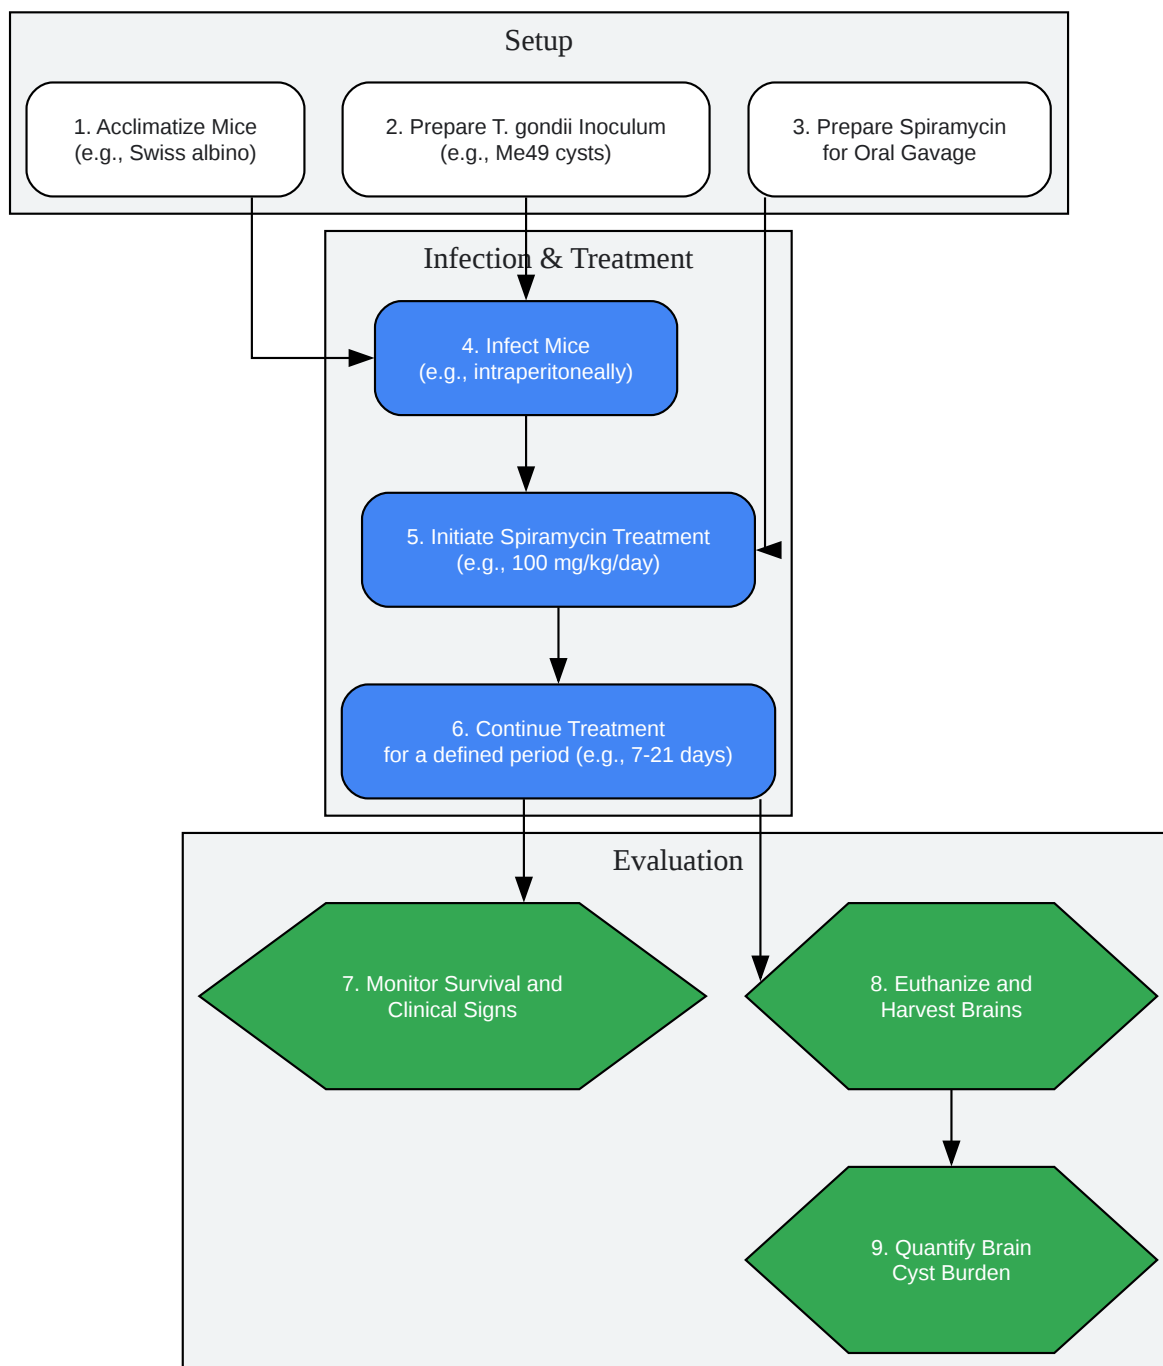 Setup
1. Acclimatize Mice
(e.g., Swiss albino)
2. Prepare T. gondii Inoculum
(e.g., Me49 cysts)
3. Prepare Spiramycin
for Oral Gavage
Infection & Treatment
4. Infect Mice
(e.g., intraperitoneally)
5. Initiate Spiramycin Treatment
(e.g., 100 mg/kg/day)
6. Continue Treatment
for a defined period (e.g., 7-21 days)
Evaluation
7. Monitor Survival and
Clinical Signs
8. Euthanize and
Harvest Brains
9. Quantify Brain
Cyst Burden